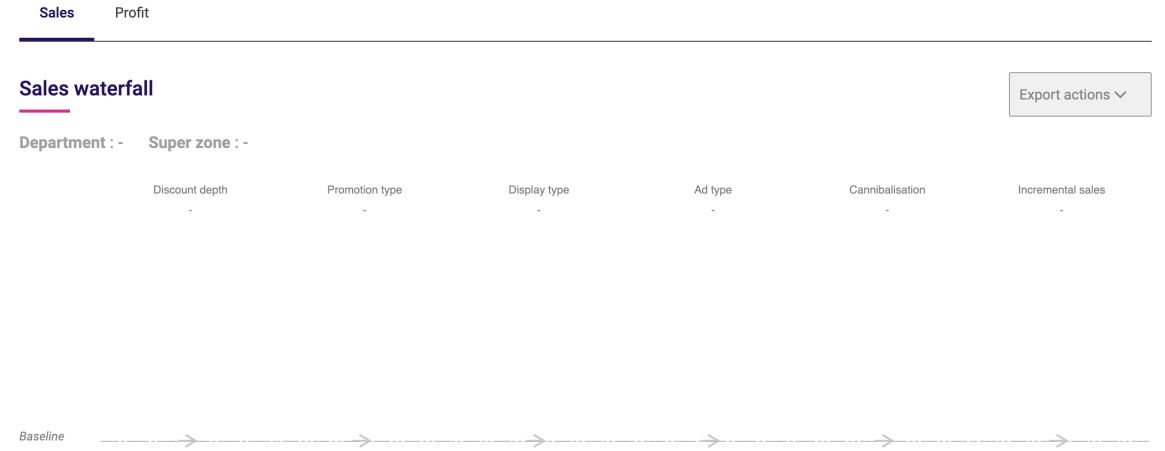 Sales Profit
Sales waterfall
Export actions
Department : - Super zone : -
Discount depth Promotion type Display type Ad type Cannibalisation Incremental sales
- - - - - -
Baseline